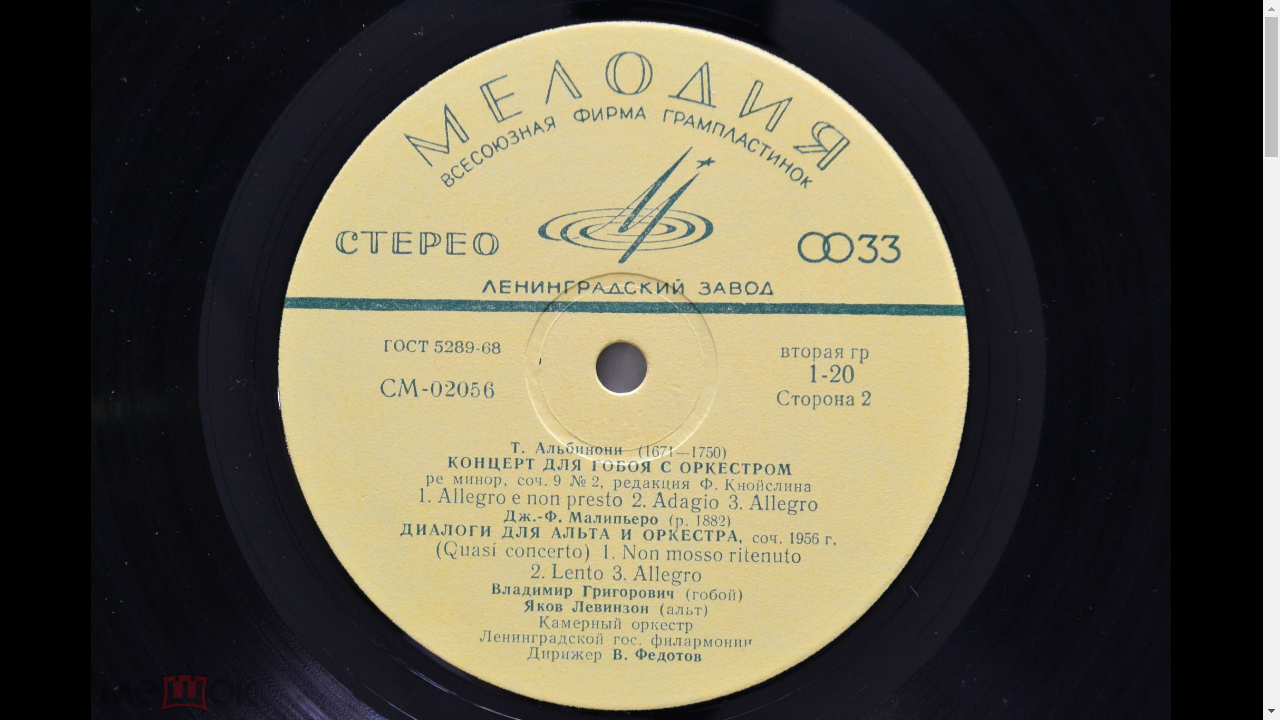 МЕЛОДИЯ
ВСЕСОЮЗНАЯ ФИРМА ГРАМПЛАСТИНОК
СТЕРЕО
33
ЛЕНИНГРАДСКИЙ ЗАВОД
ГОСТ 5289-68
вторая гр
СМ-02056
1-20
Сторона 2
Т. Альбинони (1671—1750)
КОНЦЕРТ ДЛЯ ГОБОЯ С ОРКЕСТРОМ
ре минор, соч. 9 № 2, редакция Ф. Кнойслина
1. Allegro e non presto 2. Adagio 3. Allegro
Дж.-Ф. Малипьеро (р. 1882)
ДИАЛОГИ ДЛЯ АЛЬТА И ОРКЕСТРА, соч. 1956 г.
(Quasi concerto) 1. Non mosso ritenuto
2. Lento 3. Allegro
Владимир Григорович (гобой)
Яков Левинзон (альт)
Камерный оркестр
Ленинградской гос. филармонии
Дирижер В. Федотов
мешок